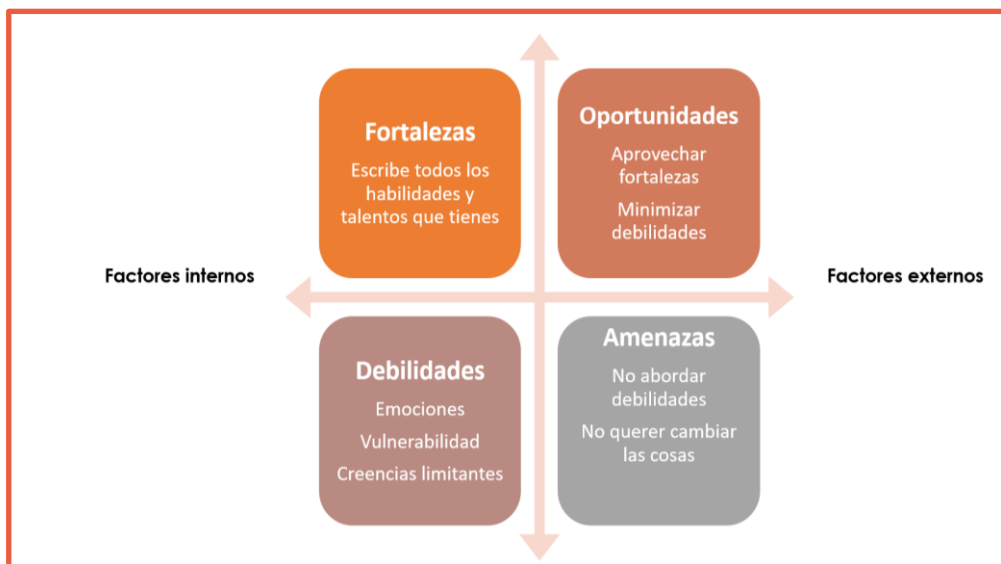 Fortalezas
Escribe todos los
habilidades y
talentos que tienes
Oportunidades
Aprovechar
fortalezas
Minimizar
debilidades
Factores internos
Factores externos
Debilidades
Emociones
Vulnerabilidad
Creencias limitantes
Amenazas
No abordar
debilidades
No querer cambiar
las cosas